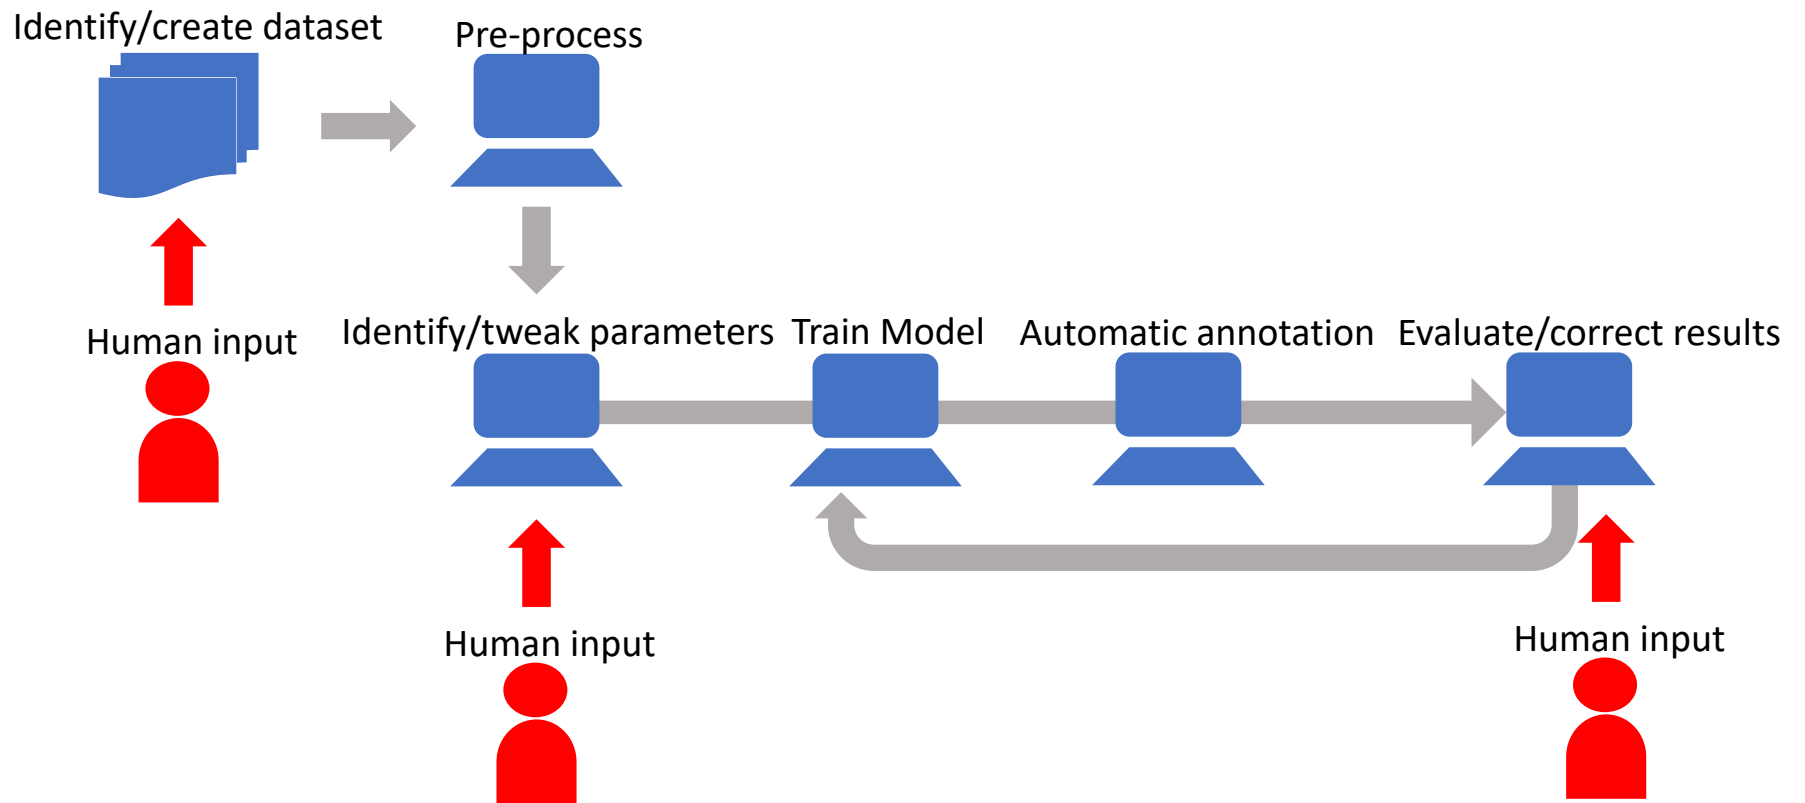 Identify/create dataset
Pre-process
Human input
Identify/tweak parameters
Train Model
Automatic annotation
Evaluate/correct results
Human input
Human input